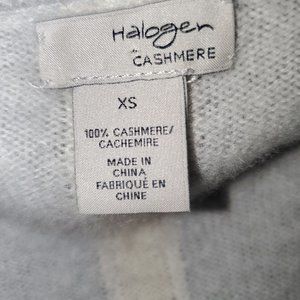 Halogen
CASHMERE
XS
100% CASHMERE/
CACHEMIRE
MADE IN
CHINA
FABRIQUÉ EN
CHINE